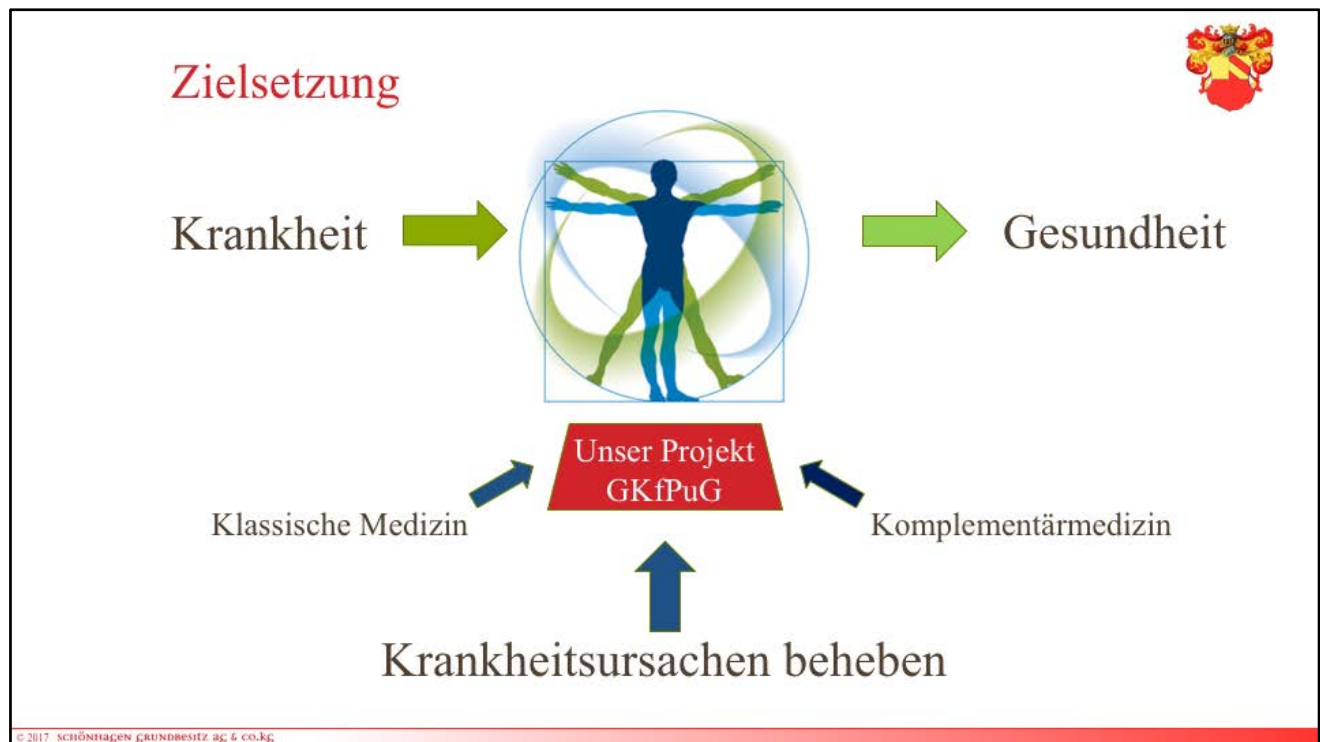 Zielsetzung
Krankheit
Gesundheit
Unser Projekt
GKfPuG
Klassische Medizin
Komplementärmedizin
Krankheitsursachen beheben
© 2017 SCHÖNHAGEN GRUNDBESITZ AG & CO.KG